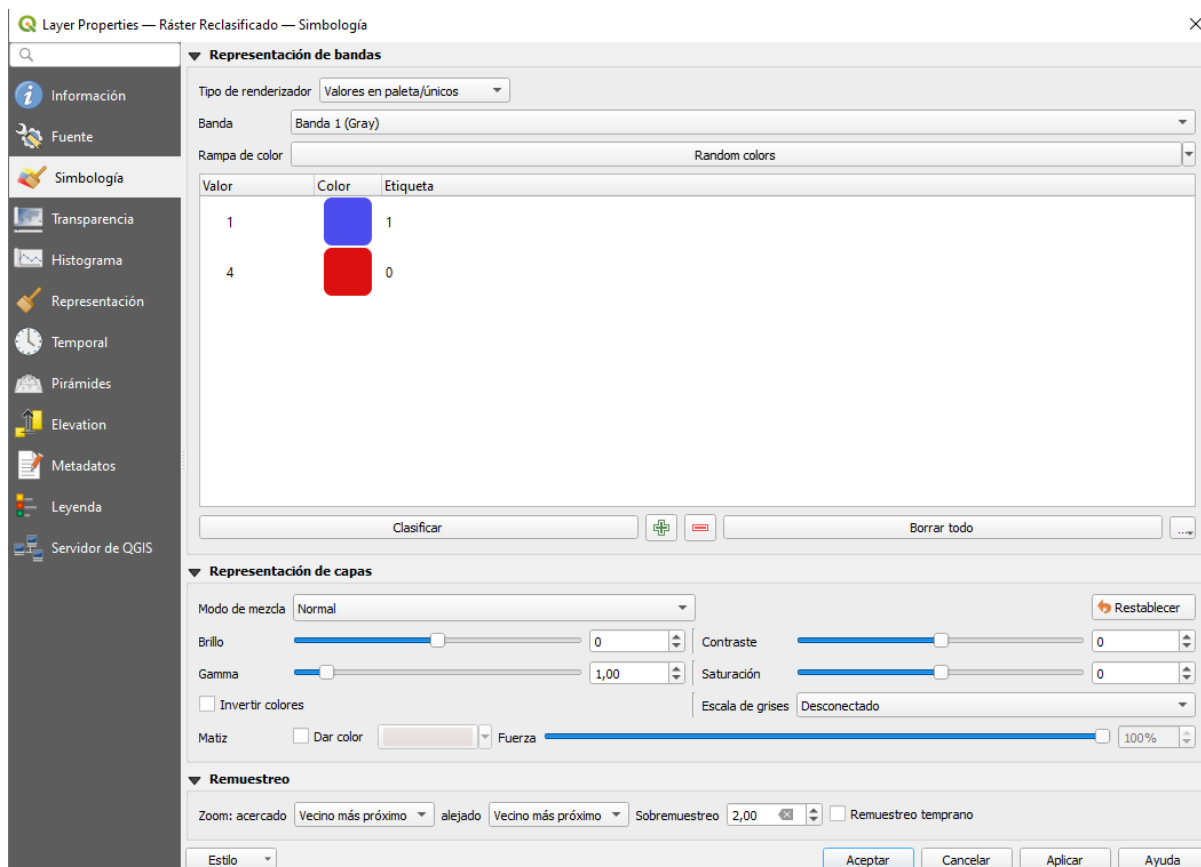 Layer Properties — Ráster Reclasificado — Simbología
Información
Fuente
Simbología
Transparencia
Histograma
Representación
Temporal
Pirámides
Elevation
Metadatos
Leyenda
Servidor de QGIS
Representación de bandas
Tipo de renderizador Valores en paleta/únicos
Banda Banda 1 (Gray)
Rampa de color Random colors
Valor Color Etiqueta
1 1
4 0
Clasificar Borrar todo ...
Representación de capas
Modo de mezcla Normal Restablecer
Brillo 0 Contraste 0
Gamma 1,00 Saturación 0
Invertir colores Escala de grises Desconectado
Matiz Dar color Fuerza 100%
Remuestreo
Zoom: acercado Vecino más próximo alejado Vecino más próximo Sobremuestreo 2,00 Remuestreo temprano
Estilo Aceptar Cancelar Aplicar Ayuda